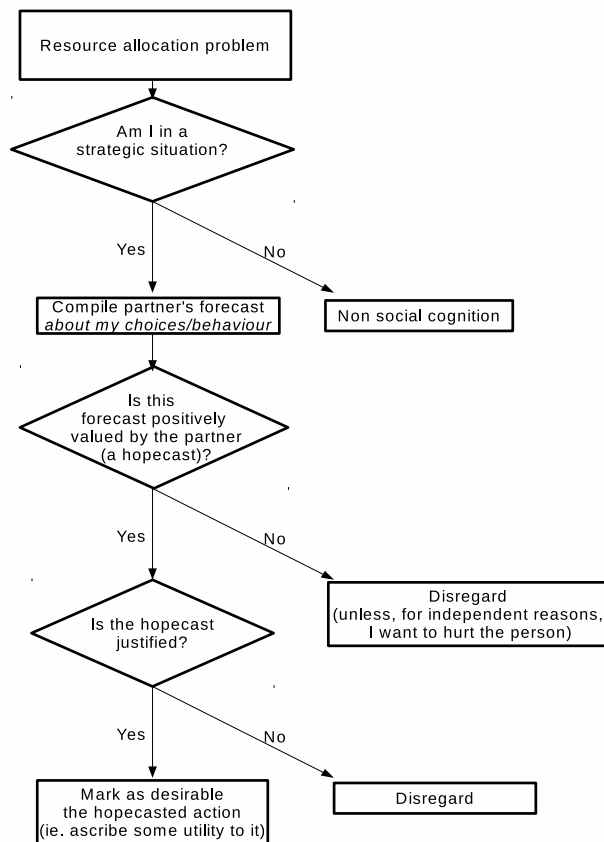 Resource allocation problem
Am I in a
strategic situation?
Yes
No
Compile partner's forecast
about my choices/behaviour
Non social cognition
Is this
forecast positively
valued by the partner
(a hopecast)?
Yes
No
Disregard
(unless, for independent reasons,
I want to hurt the person)
Is the hopecast
justified?
Yes
No
Mark as desirable
the hopecasted action
(ie. ascribe some utility to it)
Disregard